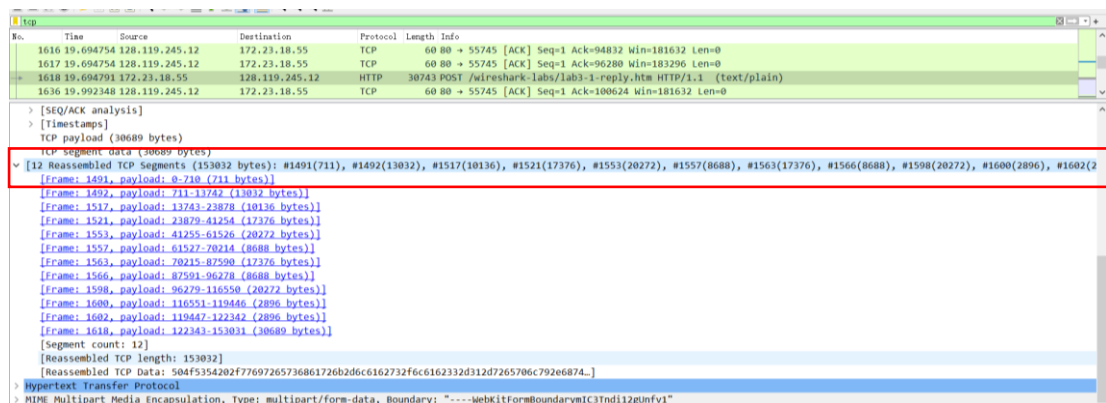 tcp
No. Time Source Destination Protocol Length Info
1616 19.694754 128.119.245.12 172.23.18.55 TCP 60 80 → 55745 [ACK] Seq=1 Ack=94832 Win=181632 Len=0
1617 19.694754 128.119.245.12 172.23.18.55 TCP 60 80 → 55745 [ACK] Seq=1 Ack=96280 Win=183296 Len=0
1618 19.694791 172.23.18.55 128.119.245.12 HTTP 30743 POST /wireshark-labs/lab3-1-reply.htm HTTP/1.1 (text/plain)
1636 19.992348 128.119.245.12 172.23.18.55 TCP 60 80 → 55745 [ACK] Seq=1 Ack=100624 Win=181632 Len=0
[SEQ/ACK analysis]
[Timestamps]
TCP payload (30689 bytes)
TCP segment data (30689 bytes)
[12 Reassembled TCP Segments (153032 bytes): #1491(711), #1492(13032), #1517(10136), #1521(17376), #1553(20272), #1557(8688), #1563(17376), #1566(8688), #1598(20272), #1600(2896), #1602(2
[Frame: 1491, payload: 0-710 (711 bytes)]
[Frame: 1492, payload: 711-13742 (13032 bytes)]
[Frame: 1517, payload: 13743-23878 (10136 bytes)]
[Frame: 1521, payload: 23879-41254 (17376 bytes)]
[Frame: 1553, payload: 41255-61526 (20272 bytes)]
[Frame: 1557, payload: 61527-70214 (8688 bytes)]
[Frame: 1563, payload: 70215-87590 (17376 bytes)]
[Frame: 1566, payload: 87591-96278 (8688 bytes)]
[Frame: 1598, payload: 96279-116550 (20272 bytes)]
[Frame: 1600, payload: 116551-119446 (2896 bytes)]
[Frame: 1602, payload: 119447-122342 (2896 bytes)]
[Frame: 1618, payload: 122343-153031 (30689 bytes)]
[Segment count: 12]
[Reassembled TCP length: 153032]
[Reassembled TCP Data: 504f5354202f77697265736861726b2d6c6162732f6c6162332d312d7265706c792e6874…]
Hypertext Transfer Protocol
MIME Multipart Media Encapsulation, Type: multipart/form-data, Boundary: